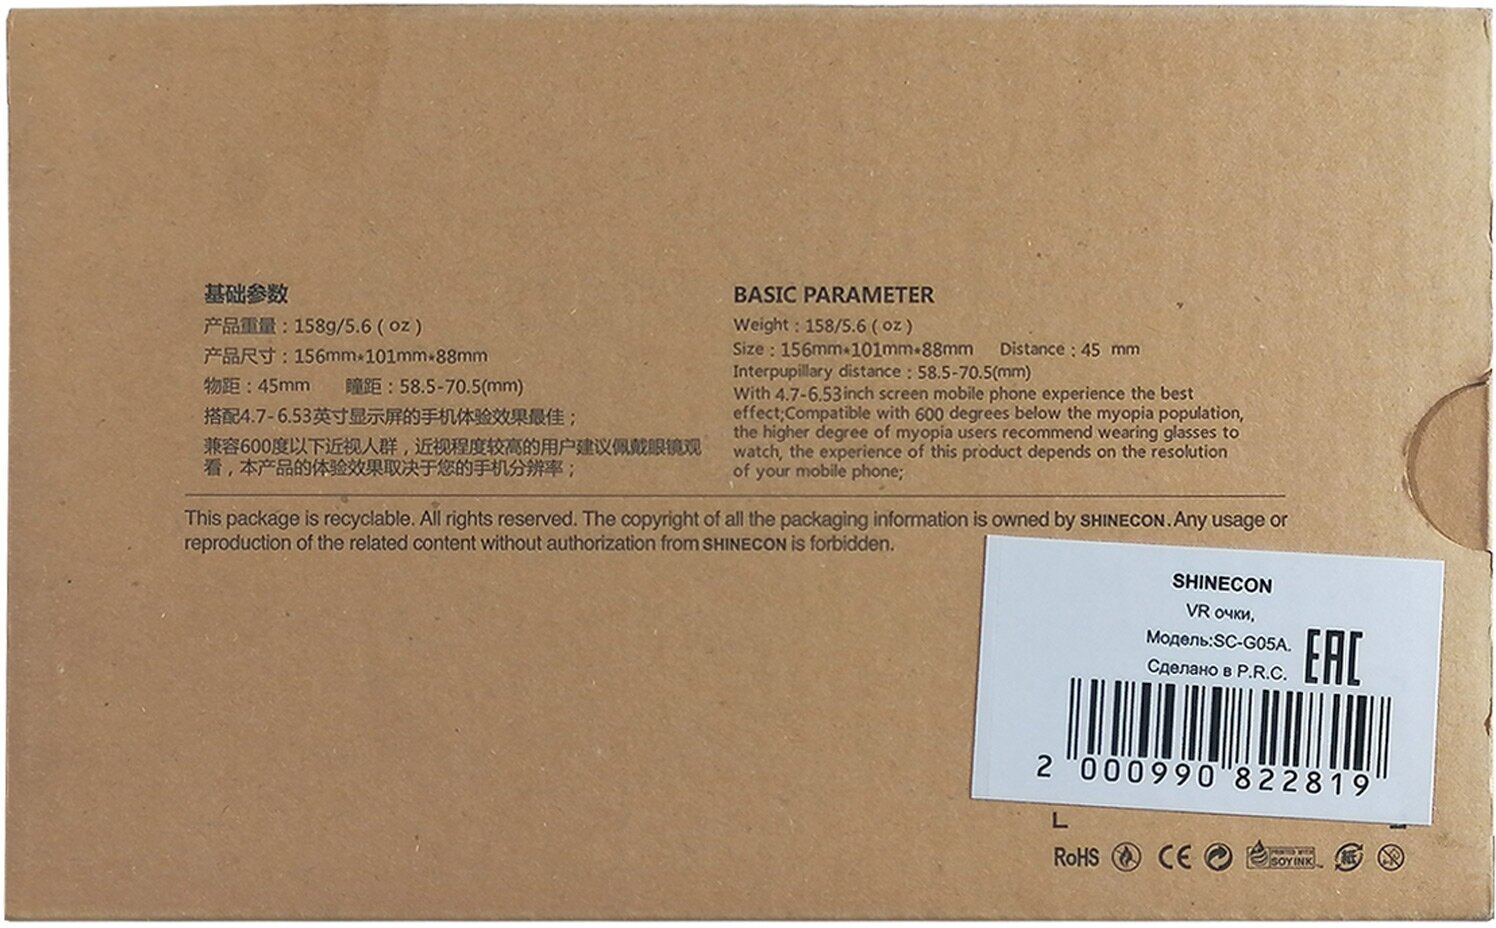 基础参数
产品重量：158g/5.6 ( oz )
产品尺寸：156mm*101mm*88mm
物距：45mm 瞳距：58.5-70.5(mm)
搭配4.7-6.53英寸显示屏的手机体验效果最佳；
兼容600度以下近视人群，近视程度较高的用户建议佩戴眼镜观
看，本产品的体验效果取决于您的手机分辨率；
BASIC PARAMETER
Weight : 158/5.6 ( oz )
Size : 156mm*101mm*88mm Distance : 45 mm
Interpupillary distance : 58.5-70.5(mm)
With 4.7-6.53inch screen mobile phone experience the best
effect;Compatible with 600 degrees below the myopia population,
the higher degree of myopia users recommend wearing glasses to
watch, the experience of this product depends on the resolution
of your mobile phone;
This package is recyclable. All rights reserved. The copyright of all the packaging information is owned by SHINECON. Any usage or
reproduction of the related content without authorization from SHINECON is forbidden.
SHINECON
VR очки,
Модель:SC-G05A.
Сделано в P.R.C. EAC
2 000990 822819
RoHS CE PRINTED WITH SOY INK 紙